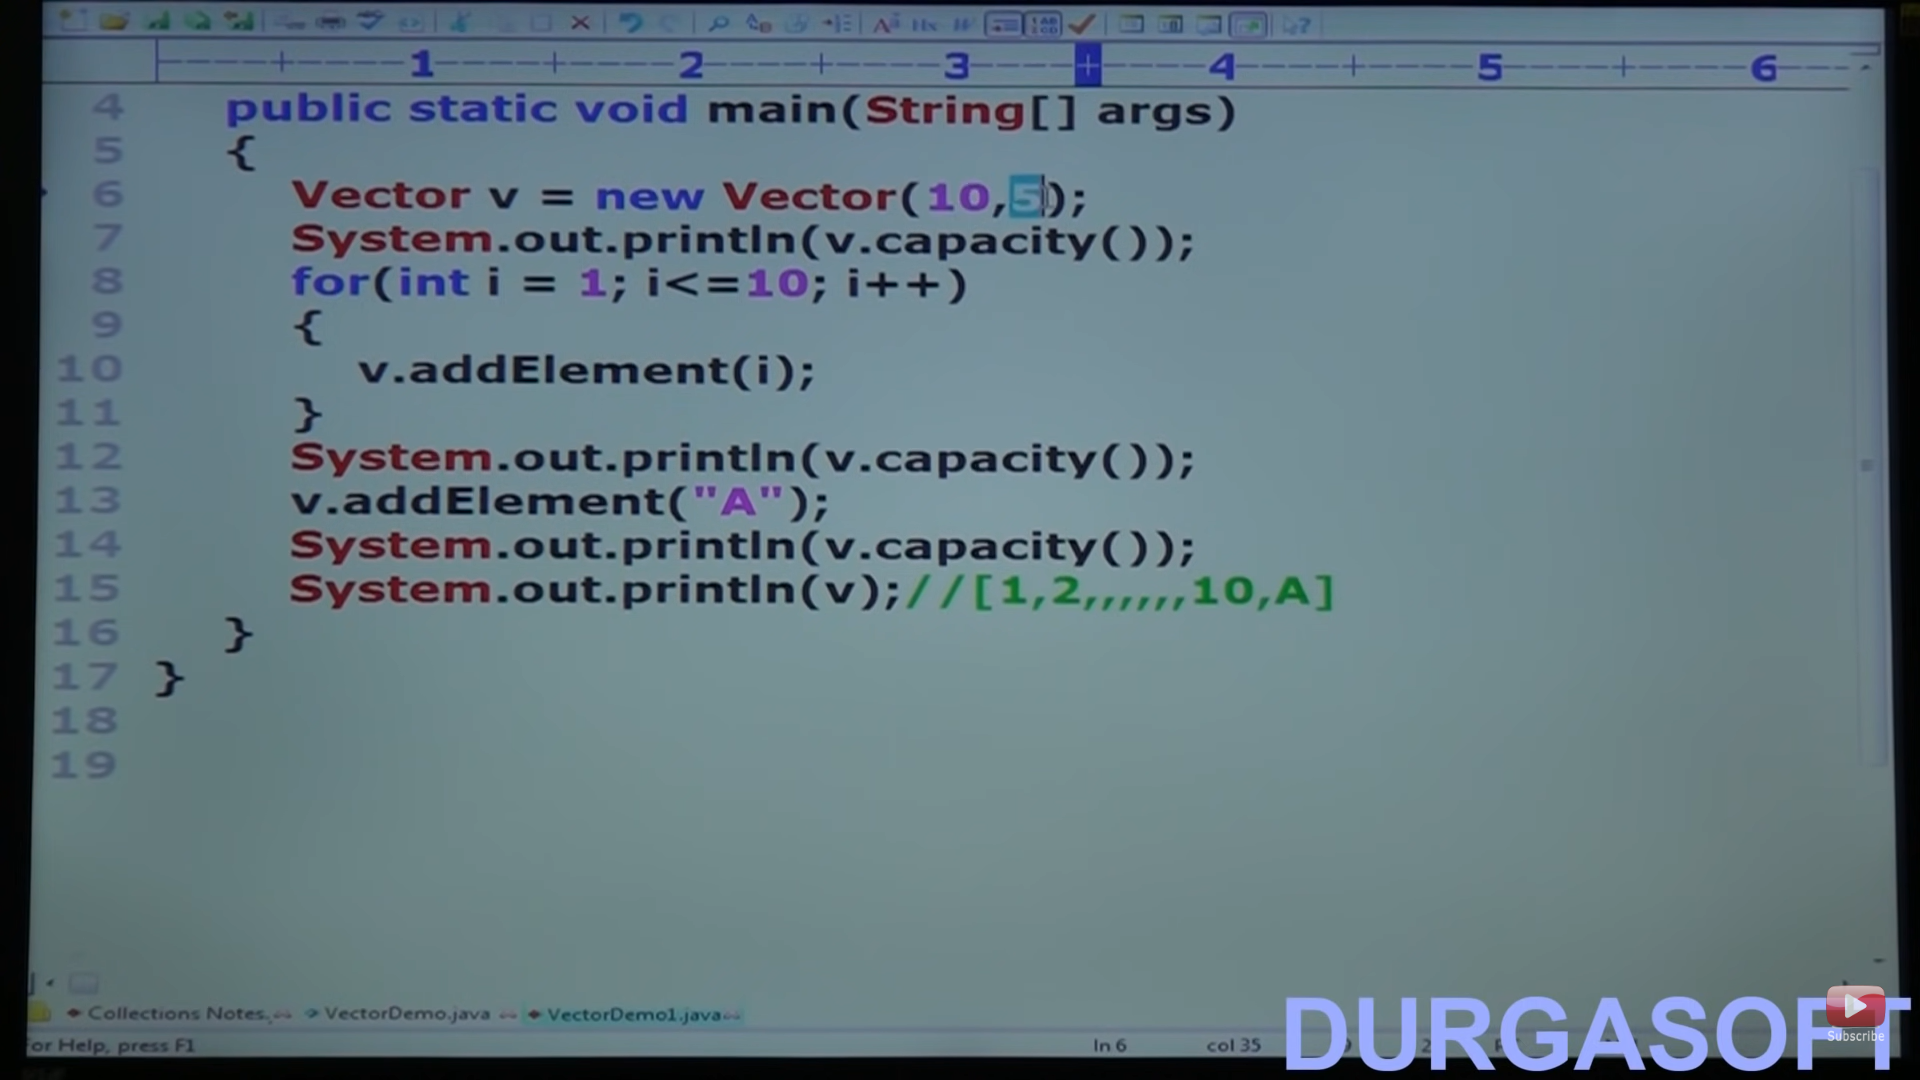 1 2 3 4 5 6
4 public static void main(String[] args)
5 {
6 Vector v = new Vector(10,5);
7 System.out.println(v.capacity());
8 for(int i = 1; i<=10; i++)
9 {
10 v.addElement(i);
11 }
12 System.out.println(v.capacity());
13 v.addElement("A");
14 System.out.println(v.capacity());
15 System.out.println(v);//[1,2,,,,,,10,A]
16 }
17 }
18
19
Collections Notes. VectorDemo.java VectorDemo1.java
or Help, press F1 ln 6 col 35
DURGASOFT
Subscribe